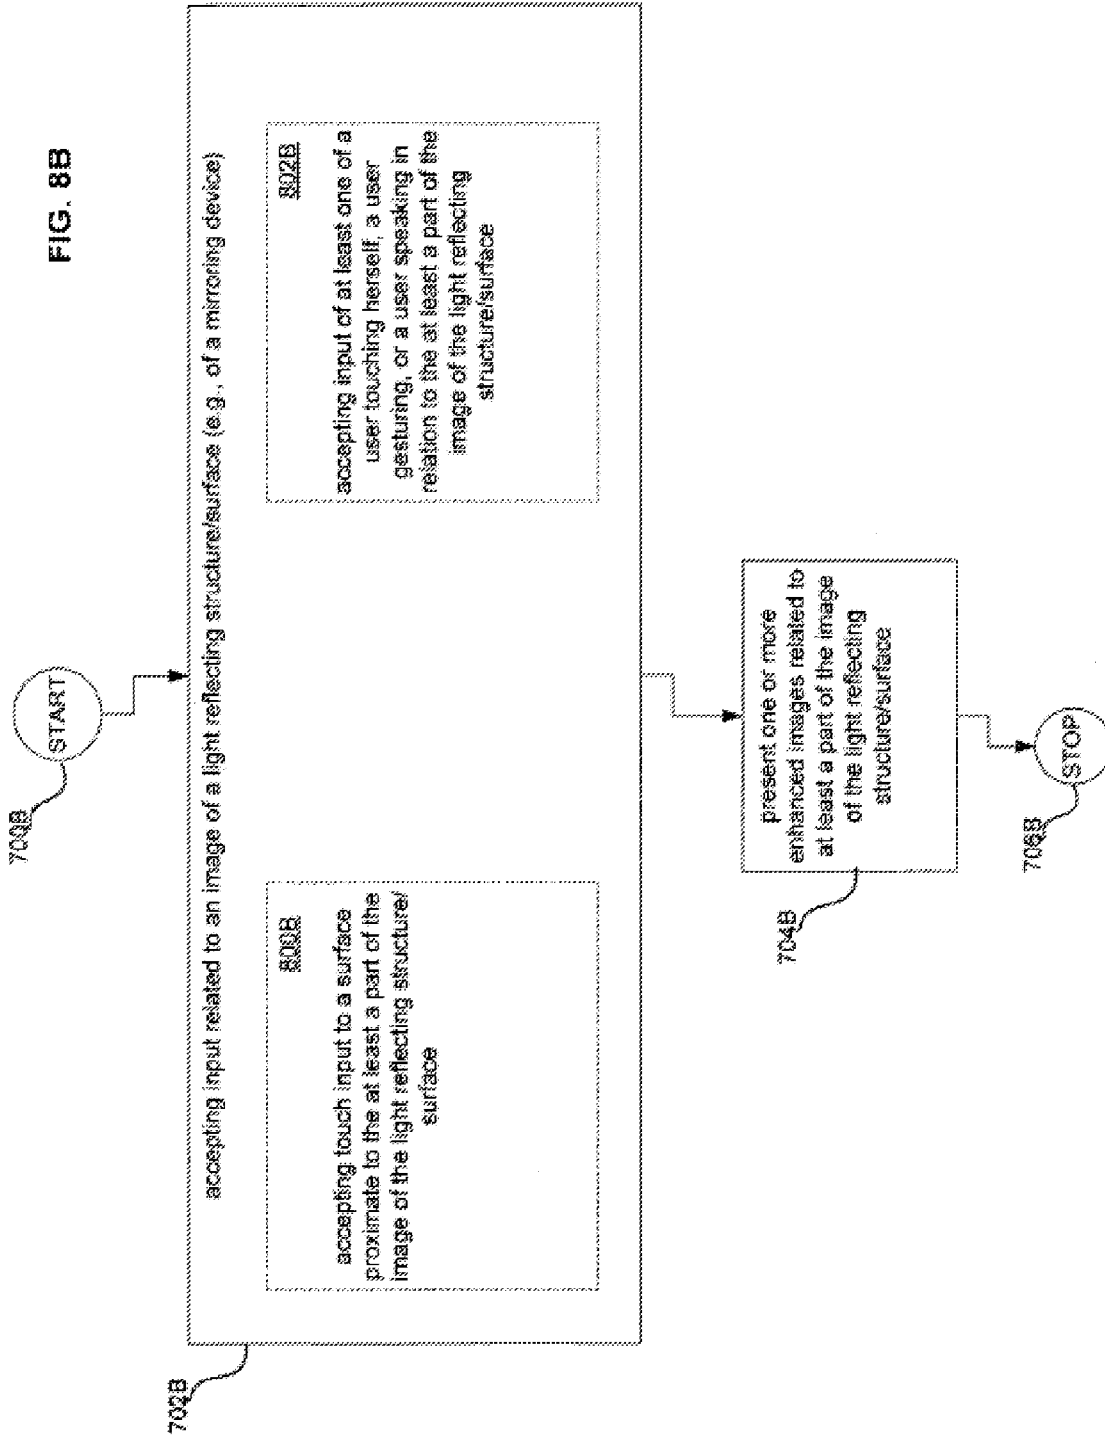 FIG. 8B
700B
START
702B
accepting input related to an image of a light reflecting structure/surface (e.g., of a mirroring device)
800B
accepting touch input to a surface
proximate to the at least a part of the
image of the light reflecting structure/
surface
802B
accepting input of at least one of a
user touching herself, a user
gesturing, or a user speaking in
relation to the at least a part of the
image of the light reflecting
structure/surface
704B
present one or more
enhanced images related to
at least a part of the image
of the light reflecting
structure/surface
706B
STOP